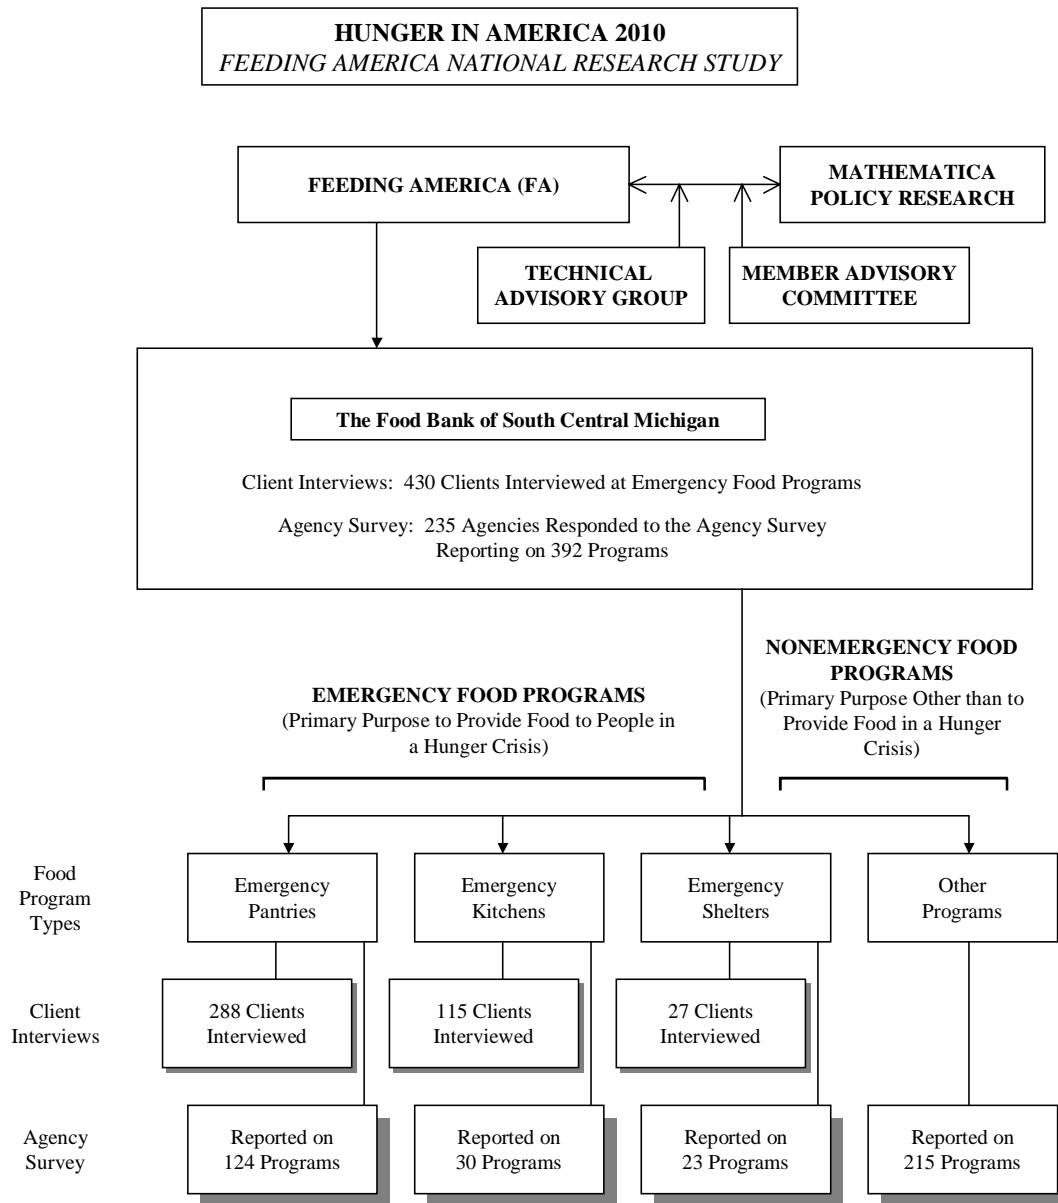 HUNGER IN AMERICA 2010
FEEDING AMERICA NATIONAL RESEARCH STUDY
FEEDING AMERICA (FA)
MATHEMATICA
POLICY RESEARCH
TECHNICAL
ADVISORY GROUP
MEMBER ADVISORY
COMMITTEE
The Food Bank of South Central Michigan
Client Interviews:  430 Clients Interviewed at Emergency Food Programs
Agency Survey:  235 Agencies Responded to the Agency Survey
Reporting on 392 Programs
EMERGENCY FOOD PROGRAMS
(Primary Purpose to Provide Food to People in
a Hunger Crisis)
NONEMERGENCY FOOD
PROGRAMS
(Primary Purpose Other than to
Provide Food in a Hunger
Crisis)
Food
Program
Types
Emergency
Pantries
Emergency
Kitchens
Emergency
Shelters
Other
Programs
Client
Interviews
288 Clients
Interviewed
115 Clients
Interviewed
27 Clients
Interviewed
Agency
Survey
Reported on
124 Programs
Reported on
30 Programs
Reported on
23 Programs
Reported on
215 Programs